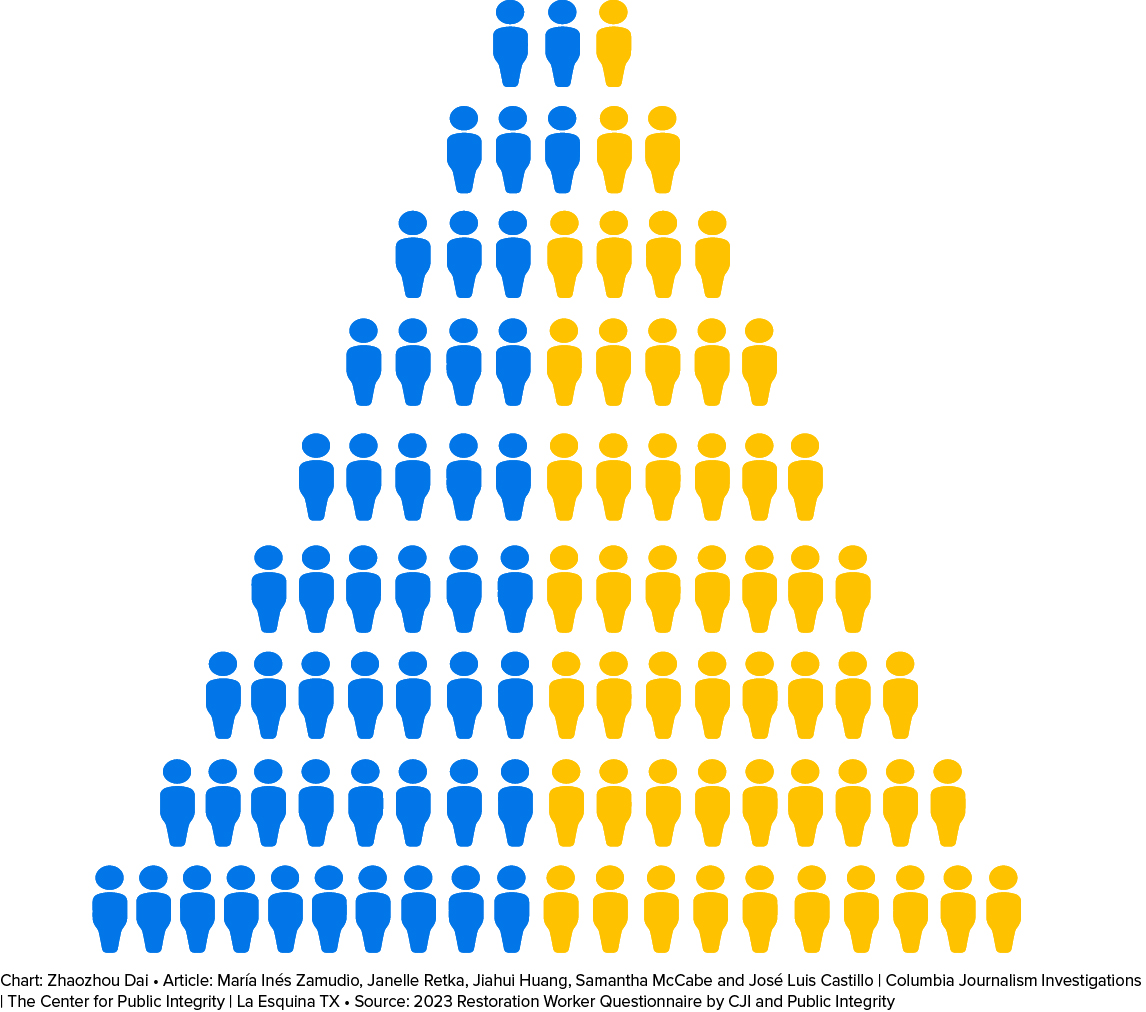 Chart: Zhaozhou Dai • Article: María Inés Zamudio, Janelle Retka, Jiahui Huang, Samantha McCabe and José Luis Castillo | Columbia Journalism Investigations
| The Center for Public Integrity | La Esquina TX • Source: 2023 Restoration Worker Questionnaire by CJI and Public Integrity